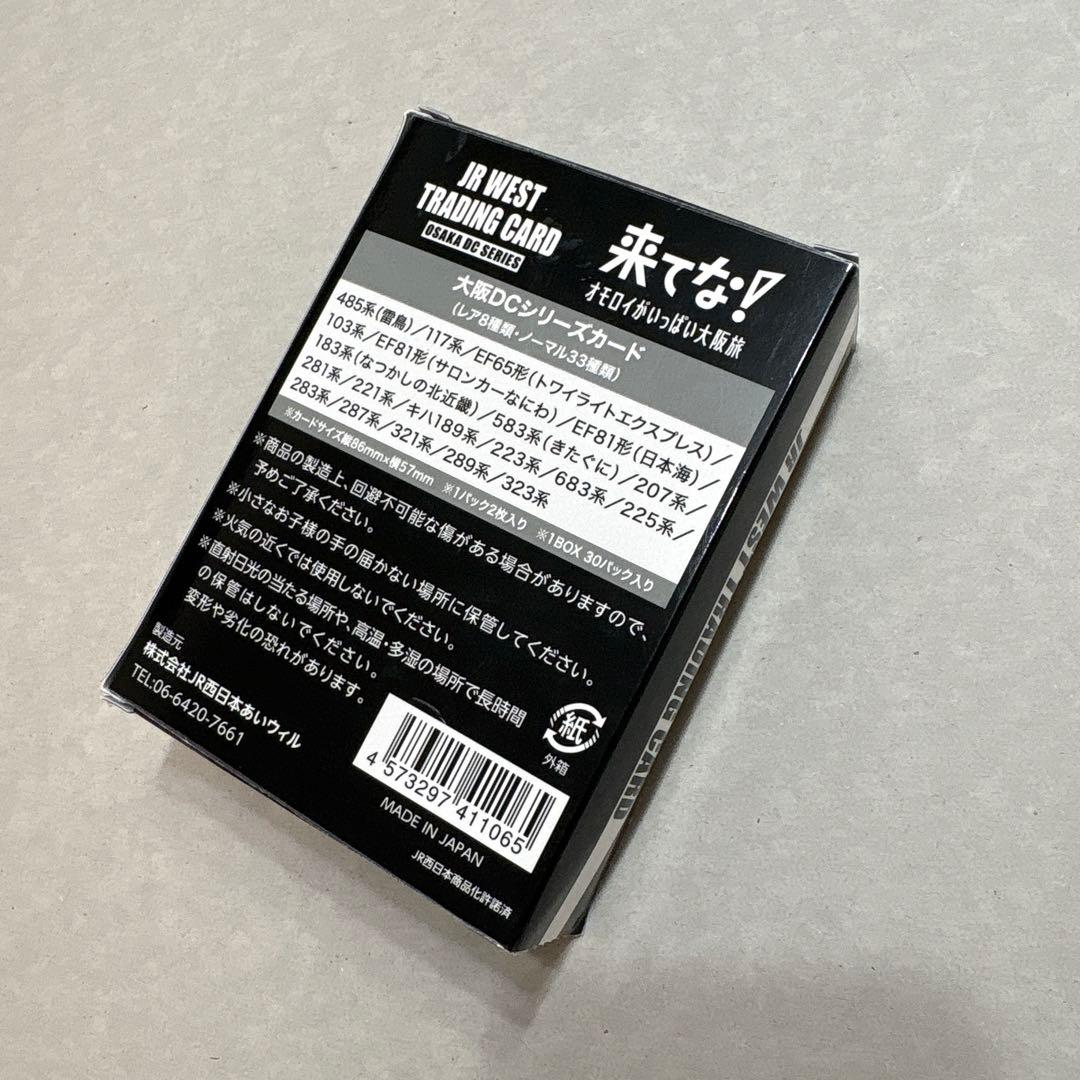 JR WEST
TRADING CARD
OSAKA DC SERIES
来てな!
オモロイがいっぱい大阪旅
大阪DCシリーズカード
(レア8種類・ノーマル33種類)
485系(雷鳥)/117系/EF65形(トワイライトエクスプレス)/
103系/EF81形(サロンカーなにわ)/EF81形(日本海)/
183系(なつかしの北近畿)/583系(きたぐに)/207系/
281系/221系/キハ189系/223系/683系/225系/
283系/287系/321系/289系/323系
※カードサイズ縦86mm×横57mm ※1パック2枚入り ※1BOX 30パック入り
※商品の製造上、回避不可能な傷がある場合がありますので、
予めご了承ください。
※小さなお子様の手の届かない場所に保管してください。
※火気の近くでは使用しないでください。
※直射日光の当たる場所や、高温・多湿の場所で長時間
の保管はしないでください。
変形や劣化の恐れがあります。
製造元
株式会社JR西日本あいウィル
TEL:06-6420-7661
紙
外箱
4 573297 411065
MADE IN JAPAN
JR西日本商品化許諾済
JR WEST TRADING CARD